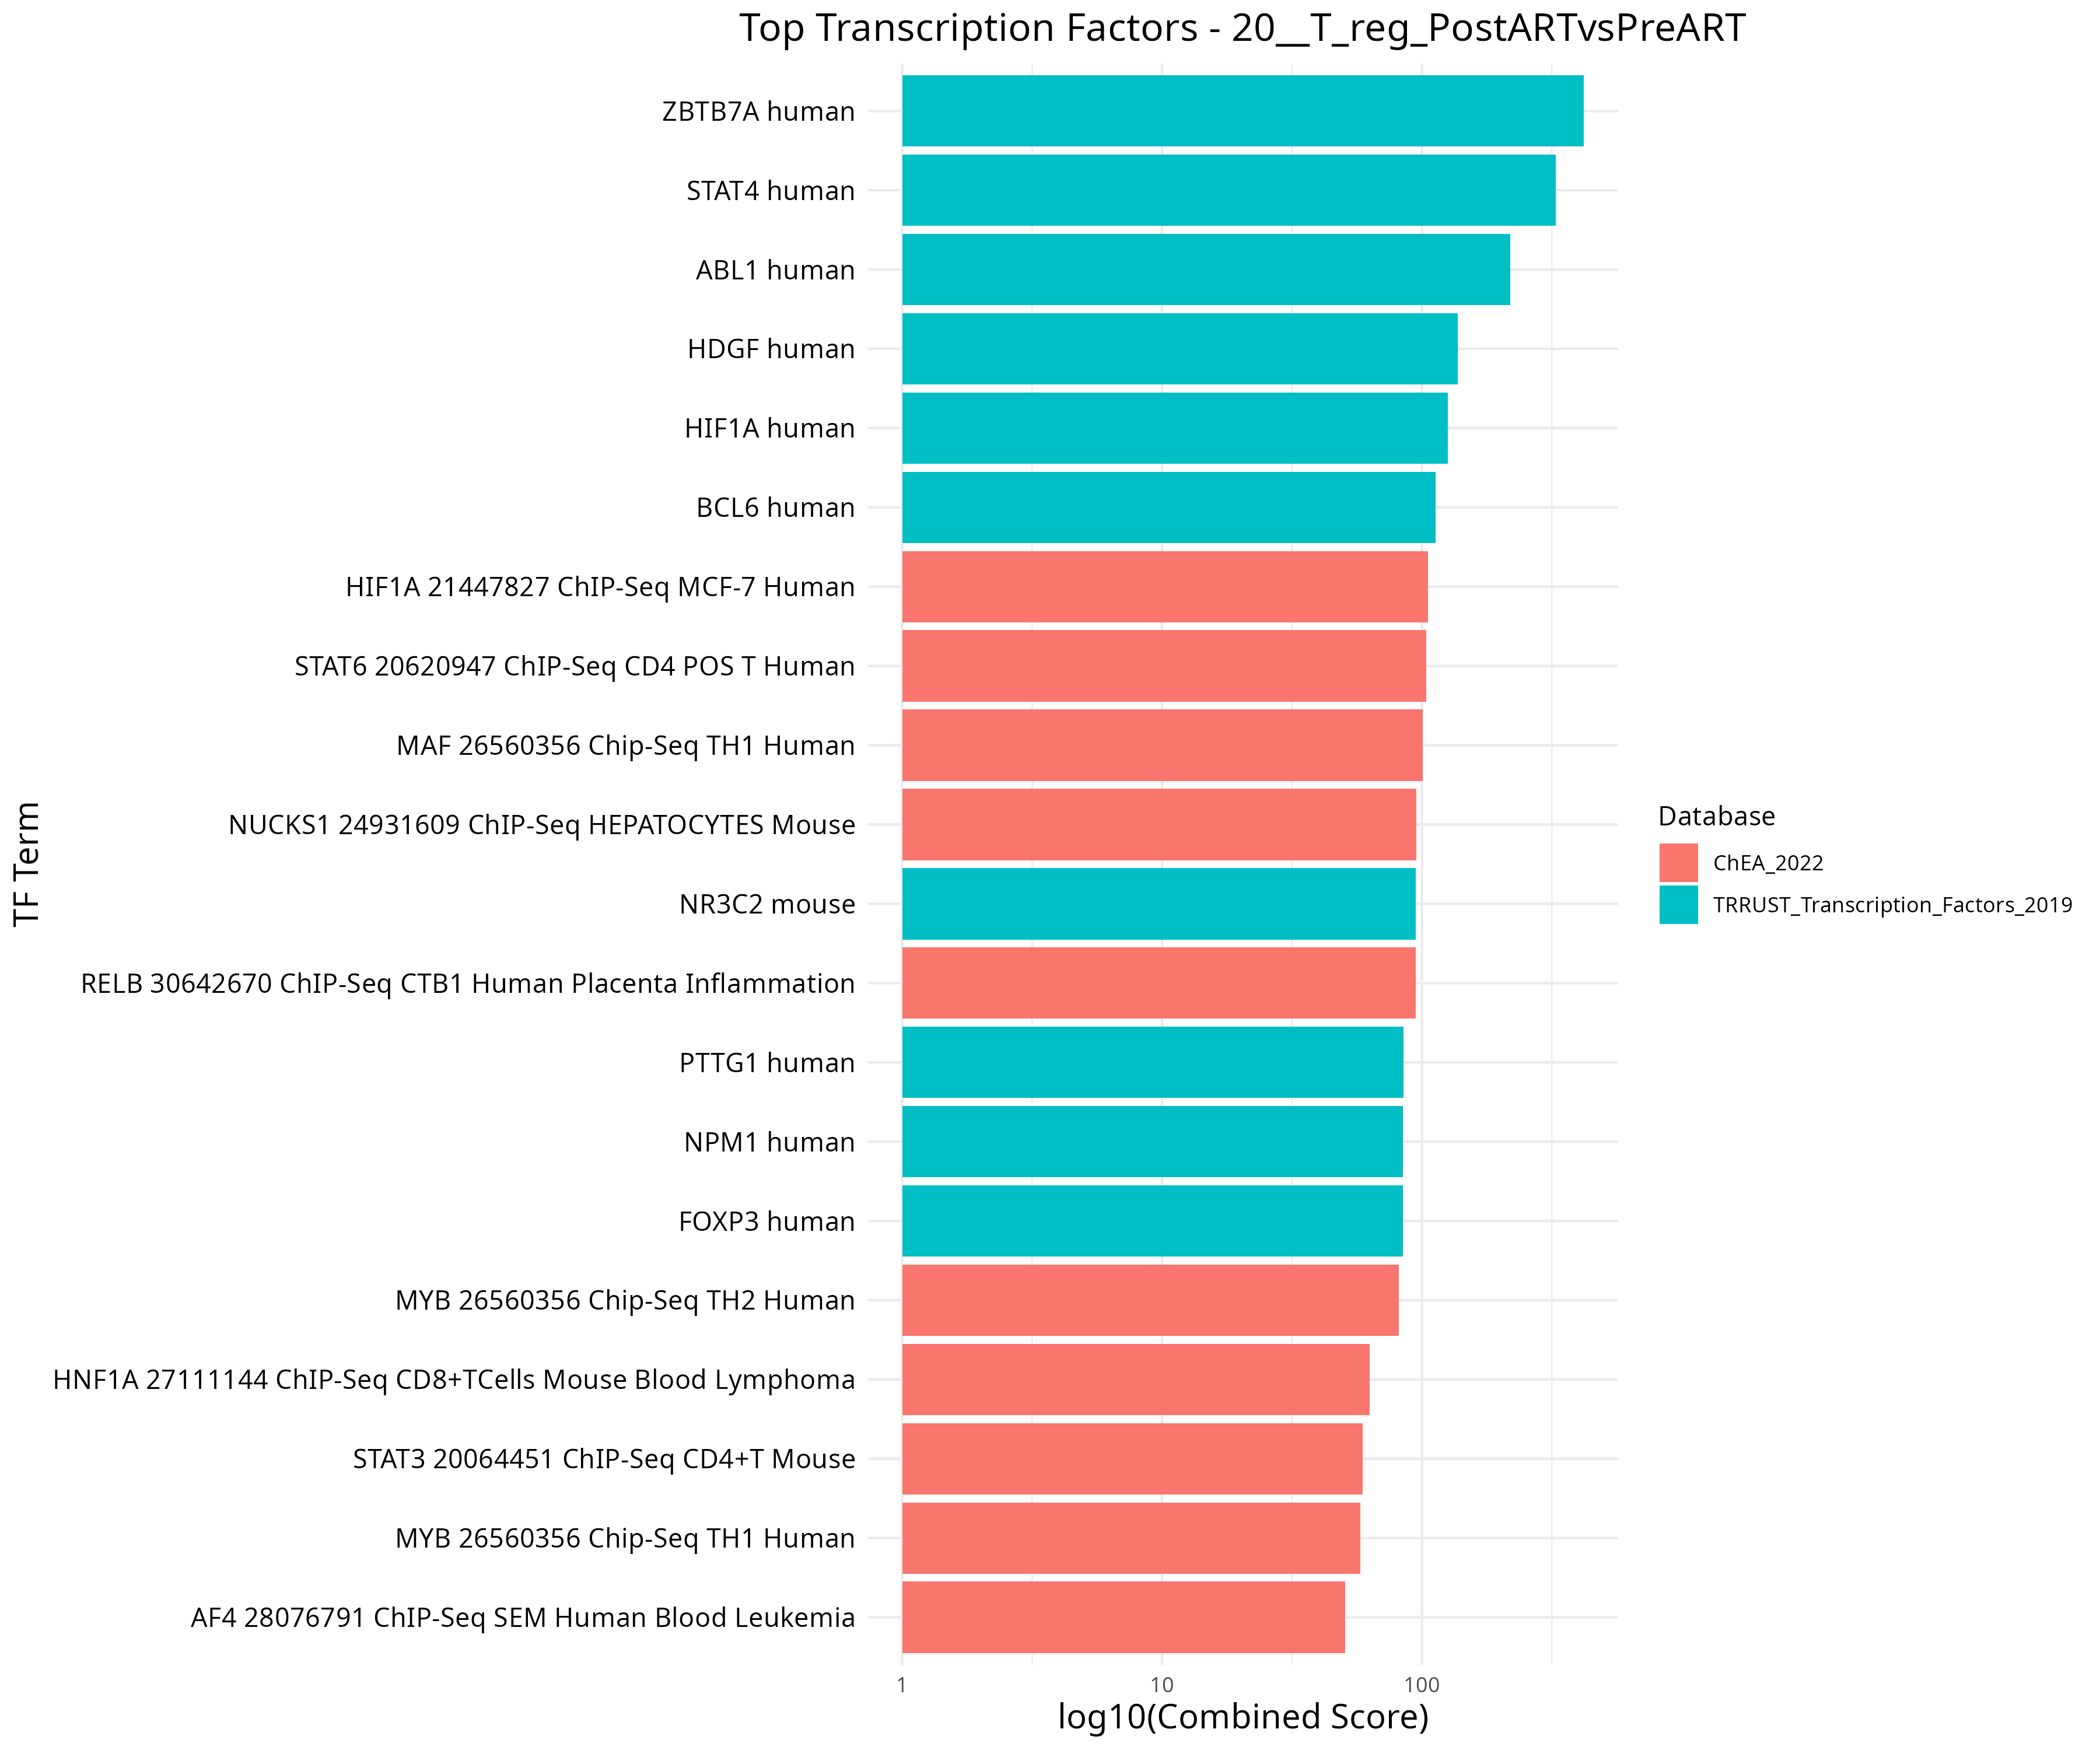 Top Transcription Factors - 20__T_reg_PostARTvsPreART
TF Term
ZBTB7A human
STAT4 human
ABL1 human
HDGF human
HIF1A human
BCL6 human
HIF1A 21447827 ChIP-Seq MCF-7 Human
STAT6 20620947 ChIP-Seq CD4 POS T Human
MAF 26560356 Chip-Seq TH1 Human
NUCKS1 24931609 ChIP-Seq HEPATOCYTES Mouse
NR3C2 mouse
RELB 30642670 ChIP-Seq CTB1 Human Placenta Inflammation
PTTG1 human
NPM1 human
FOXP3 human
MYB 26560356 Chip-Seq TH2 Human
HNF1A 27111144 ChIP-Seq CD8+TCells Mouse Blood Lymphoma
STAT3 20064451 ChIP-Seq CD4+T Mouse
MYB 26560356 Chip-Seq TH1 Human
AF4 28076791 ChIP-Seq SEM Human Blood Leukemia
1 10 100
log10(Combined Score)
Database
ChEA_2022
TRRUST_Transcription_Factors_2019